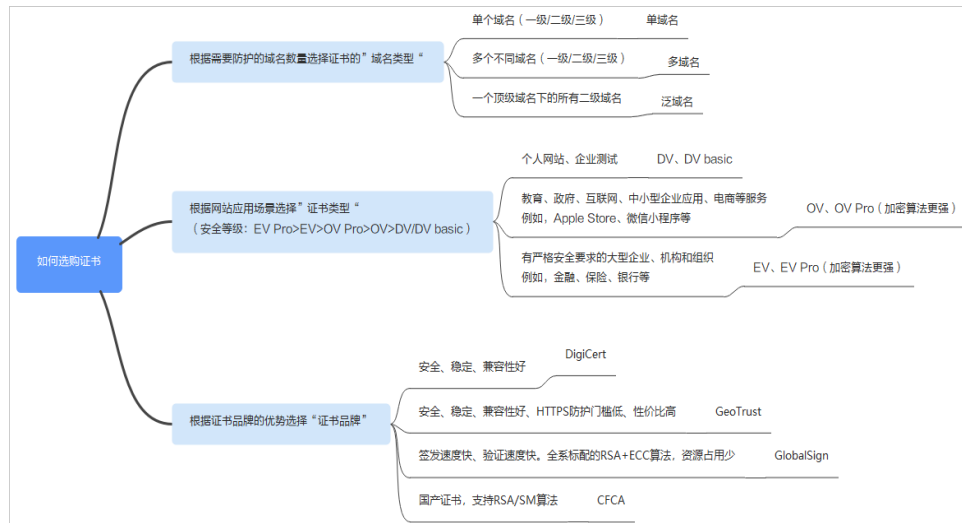 如何选购证书
根据需要防护的域名数量选择证书的”域名类型“
单个域名（一级/二级/三级）
单域名
多个不同域名（一级/二级/三级）
多域名
一个顶级域名下的所有二级域名
泛域名
根据网站应用场景选择”证书类型“
（安全等级：EV Pro>EV>OV Pro>OV>DV/DV basic）
个人网站、企业测试
DV、DV basic
教育、政府、互联网、中小型企业应用、电商等服务
例如，Apple Store、微信小程序等
OV、OV Pro（加密算法更强）
有严格安全要求的大型企业、机构和组织
例如，金融、保险、银行等
EV、EV Pro（加密算法更强）
根据证书品牌的优势选择“证书品牌”
安全、稳定、兼容性好
DigiCert
安全、稳定、兼容性好、HTTPS防护门槛低、性价比高
GeoTrust
签发速度快、验证速度快。全系标配的RSA+ECC算法，资源占用少
GlobalSign
国产证书，支持RSA/SM算法
CFCA